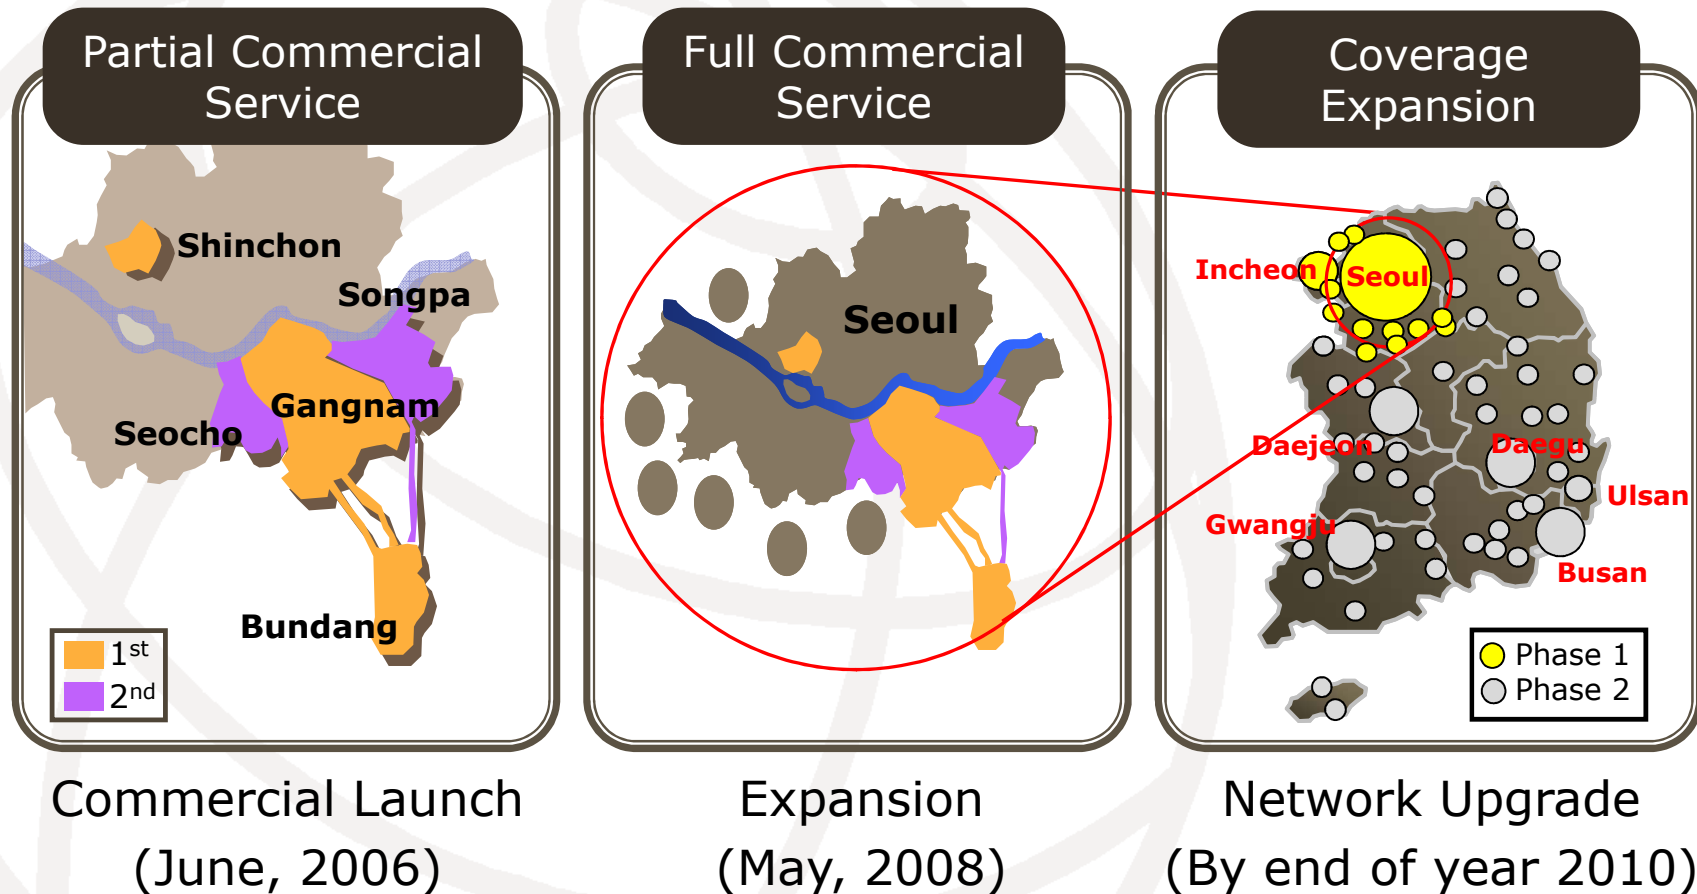 Partial Commercial
Service
Shinchon
Songpa
Gangnam
Seocho
Bundang
1st
2nd
Commercial Launch
(June, 2006)
Full Commercial
Service
Seoul
Expansion
(May, 2008)
Coverage
Expansion
Incheon
Seoul
Daejeon
Daegu
Ulsan
Gwangju
Busan
Phase 1
Phase 2
Network Upgrade
(By end of year 2010)